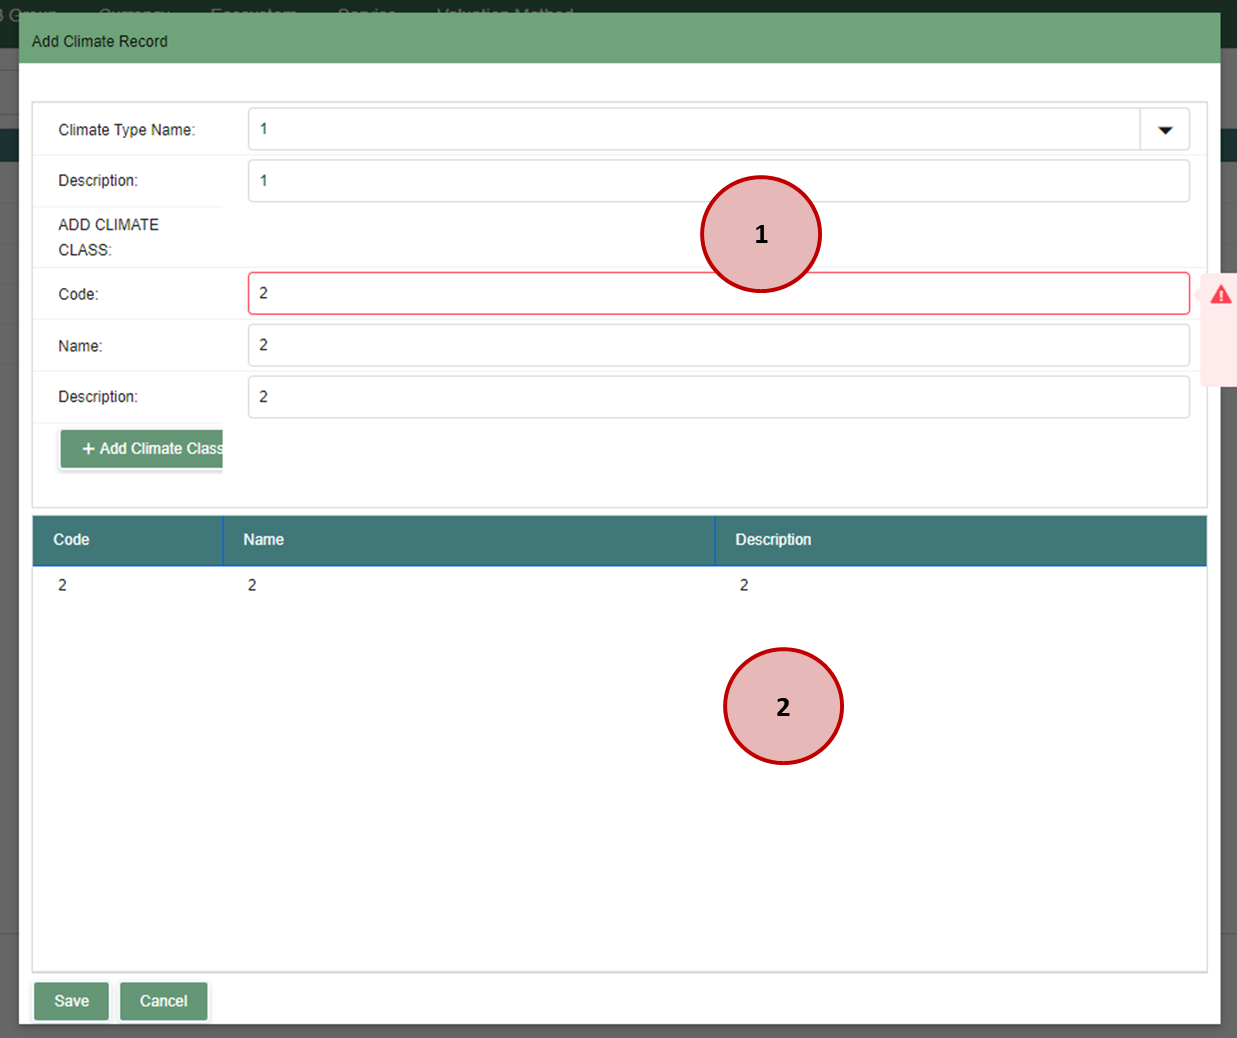 Add Climate Record
Climate Type Name:
1
Description:
1
ADD CLIMATE
CLASS:
1
Code:
2
Name:
2
Description:
2
+ Add Climate Class
Code Name Description
2 2 2
2
Save Cancel